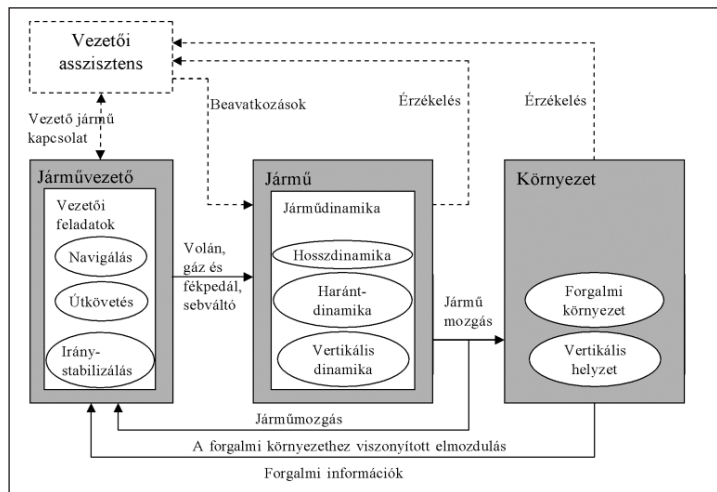 Vezetői
asszisztens
Beavatkozások
Érzékelés
Érzékelés
Vezető jármű
kapcsolat
Járművezető
Vezetői
feladatok
Navigálás
Útkövetés
Irány-
stabilizálás
Volán,
gáz és
fékpedál,
sebváltó
Jármű
Járműdinamika
Hosszdinamika
Haránt-
dinamika
Vertikális
dinamika
Jármű
mozgás
Környezet
Forgalmi
környezet
Vertikális
helyzet
Járműmozgás
A forgalmi környezethez viszonyított elmozdulás
Forgalmi információk